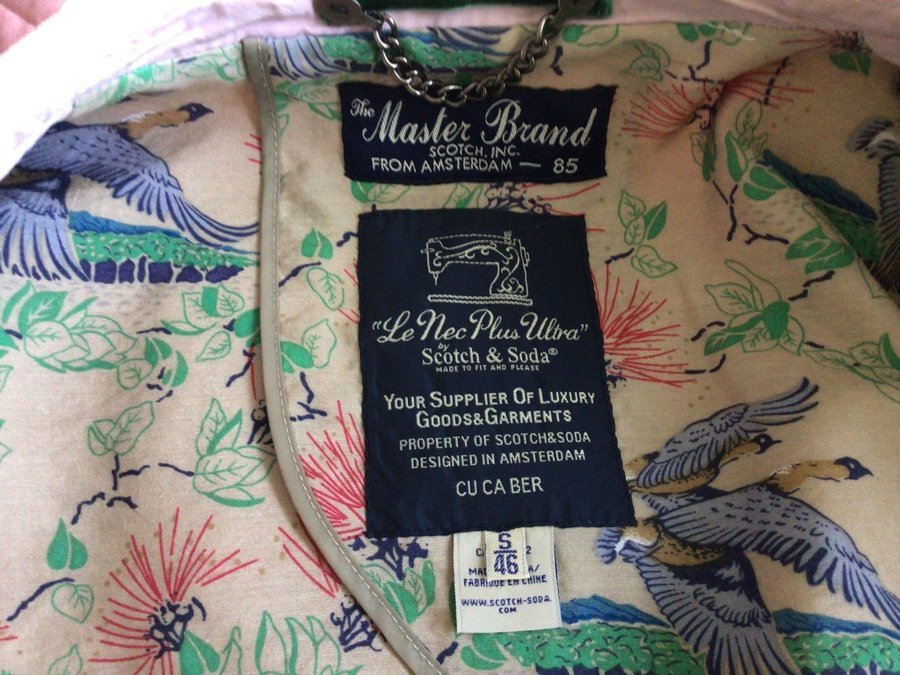 The Master Brand
SCOTCH, INC.
FROM AMSTERDAM — 85
"Le Nec Plus Ultra"
by
Scotch & Soda®
MADE TO FIT AND PLEASE
YOUR SUPPLIER OF LUXURY
GOODS&GARMENTS
PROPERTY OF SCOTCH&SODA
DESIGNED IN AMSTERDAM
CU CA BER
S
46
FABRIQUÉ EN CHINE
WWW.SCOTCH-SODA.
COM